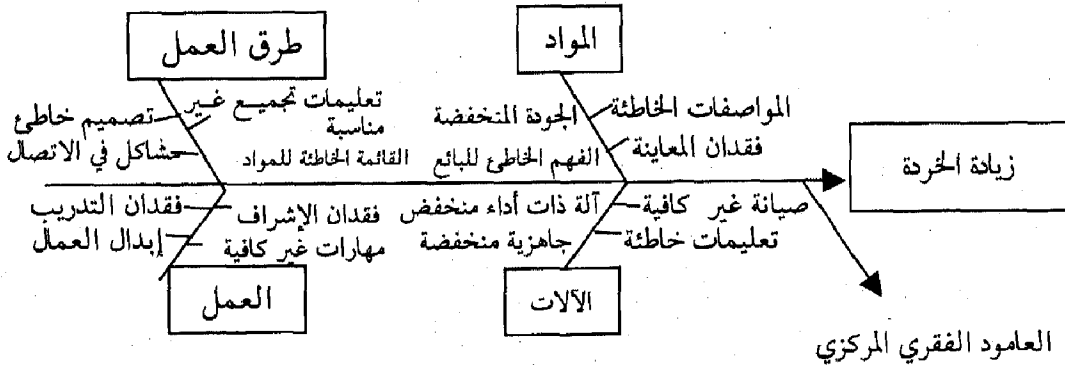 المواد
طرق العمل
المواصفات الخاطئة
الجودة المنخفضة
تعليمات تجميع غير
مناسبة
تصميم خاطئ
فقدان المعاينة
الفهم الخاطئ للبائع
القائمة الخاطئة للمواد
مشاكل في الاتصال
زيادة الخردة
صيانة غير كافية
آلة ذات أداء منخفض
فقدان الإشراف
فقدان التدريب
تعليمات خاطئة
جاهزية منخفضة
مهارات غير كافية
إبدال العمال
الآلات
العمل
العامود الفقري المركزي